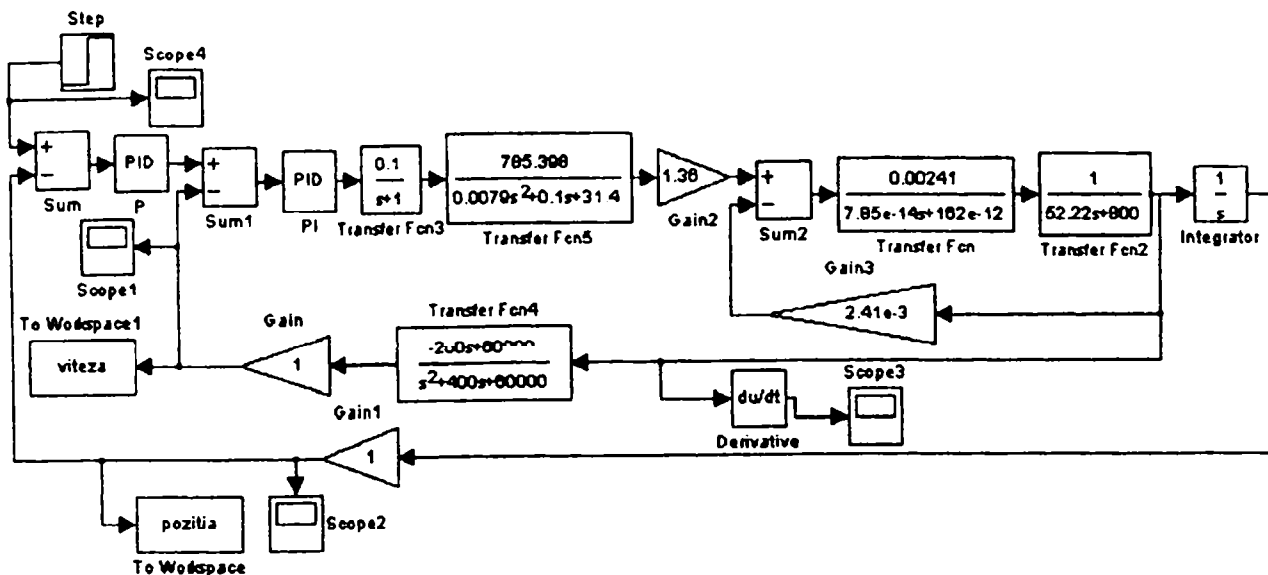 Step
Scope4
+
−
Sum
PID
P
+
−
Sum1
PID
PI
0.1
s+1
Transfer Fcn3
785.398
0.0079s²+0.1s+31.4
Transfer Fcn5
1.36
Gain2
+
−
Sum2
0.00241
7.85e-14s+162e-12
Transfer Fcn
1
52.22s+800
Transfer Fcn2
1
s
Integrator
Scope1
Gain3
2.41e-3
To Workspace1
viteza
Gain
1
Transfer Fcn4
s²+400s+60000
du/dt
Derivative
Scope3
Gain1
1
Scope2
pozitia
To Workspace